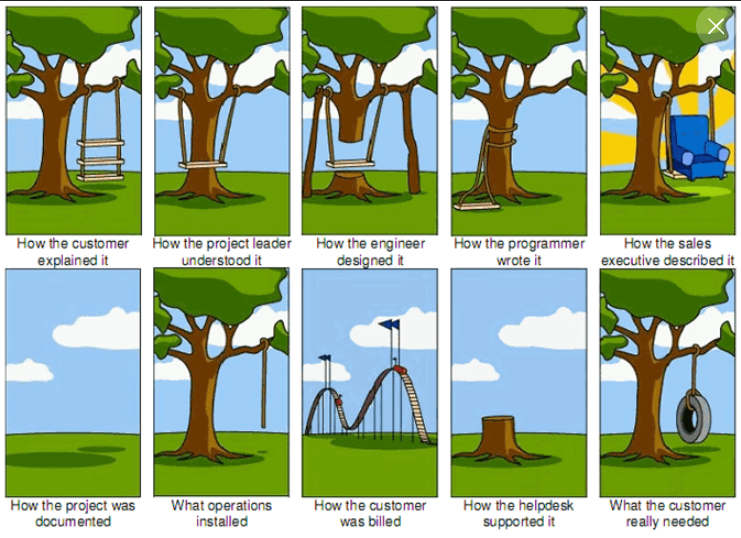 How the customer
explained it
How the project leader
understood it
How the engineer
designed it
How the programmer
wrote it
How the sales
executive described it
How the project was
documented
What operations
installed
How the customer
was billed
How the helpdesk
supported it
What the customer
really needed